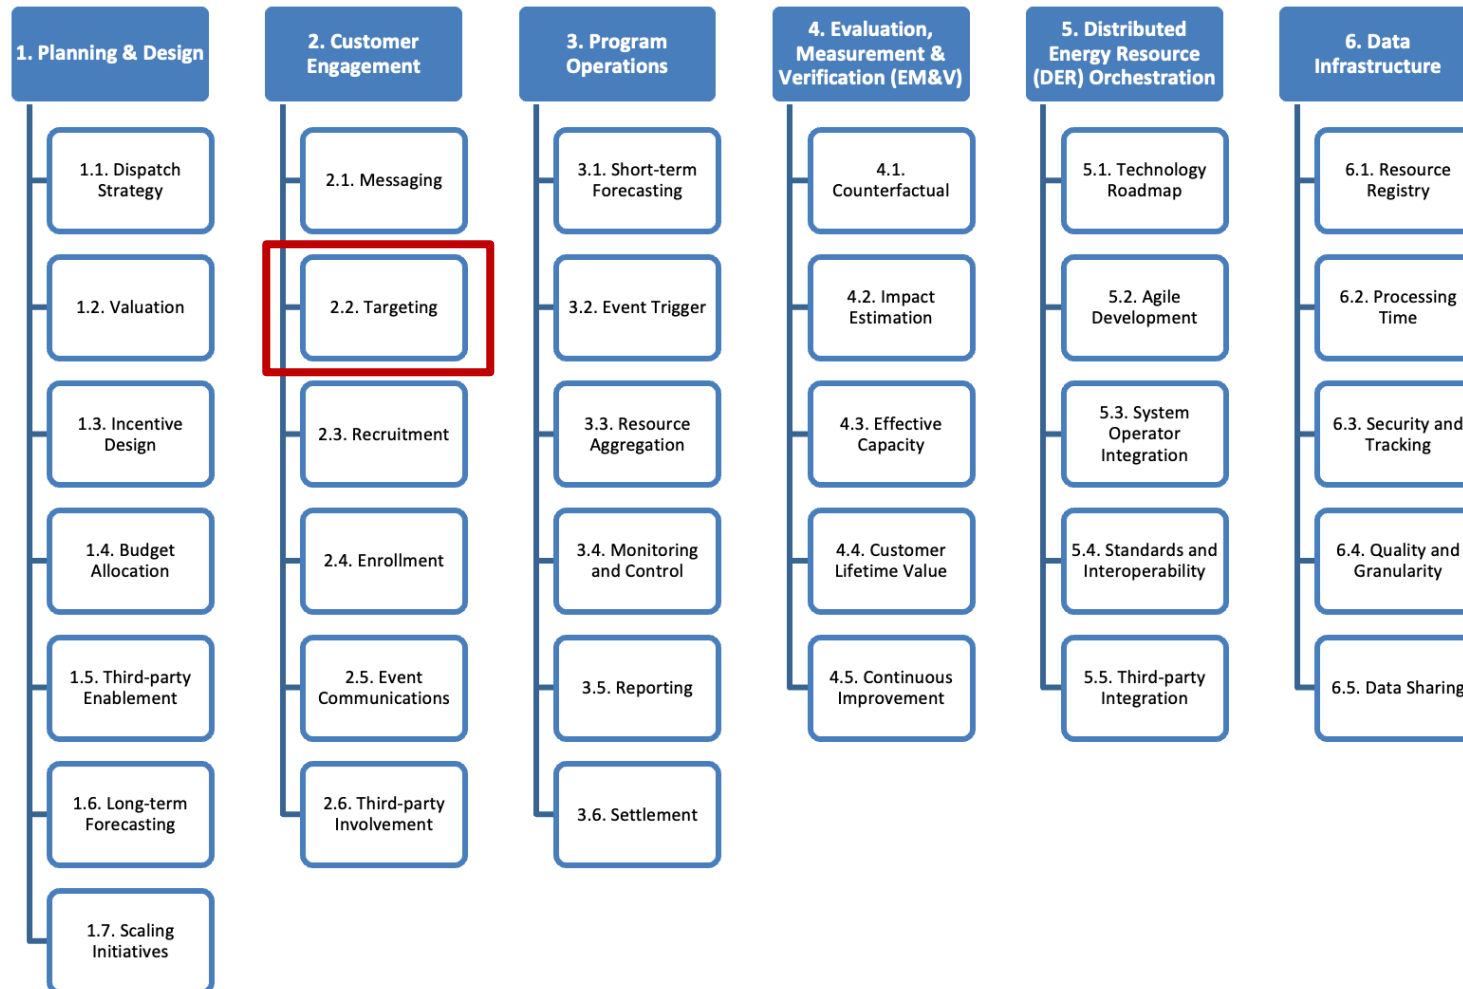 1. Planning & Design
1.1. Dispatch
Strategy
1.2. Valuation
1.3. Incentive
Design
1.4. Budget
Allocation
1.5. Third-party
Enablement
1.6. Long-term
Forecasting
1.7. Scaling
Initiatives
2. Customer
Engagement
2.1. Messaging
2.2. Targeting
2.3. Recruitment
2.4. Enrollment
2.5. Event
Communications
2.6. Third-party
Involvement
3. Program
Operations
3.1. Short-term
Forecasting
3.2. Event Trigger
3.3. Resource
Aggregation
3.4. Monitoring
and Control
3.5. Reporting
3.6. Settlement
4. Evaluation,
Measurement &
Verification (EM&V)
4.1.
Counterfactual
4.2. Impact
Estimation
4.3. Effective
Capacity
4.4. Customer
Lifetime Value
4.5. Continuous
Improvement
5. Distributed
Energy Resource
(DER) Orchestration
5.1. Technology
Roadmap
5.2. Agile
Development
5.3. System
Operator
Integration
5.4. Standards and
Interoperability
5.5. Third-party
Integration
6. Data
Infrastructure
6.1. Resource
Registry
6.2. Processing
Time
6.3. Security and
Tracking
6.4. Quality and
Granularity
6.5. Data Sharing